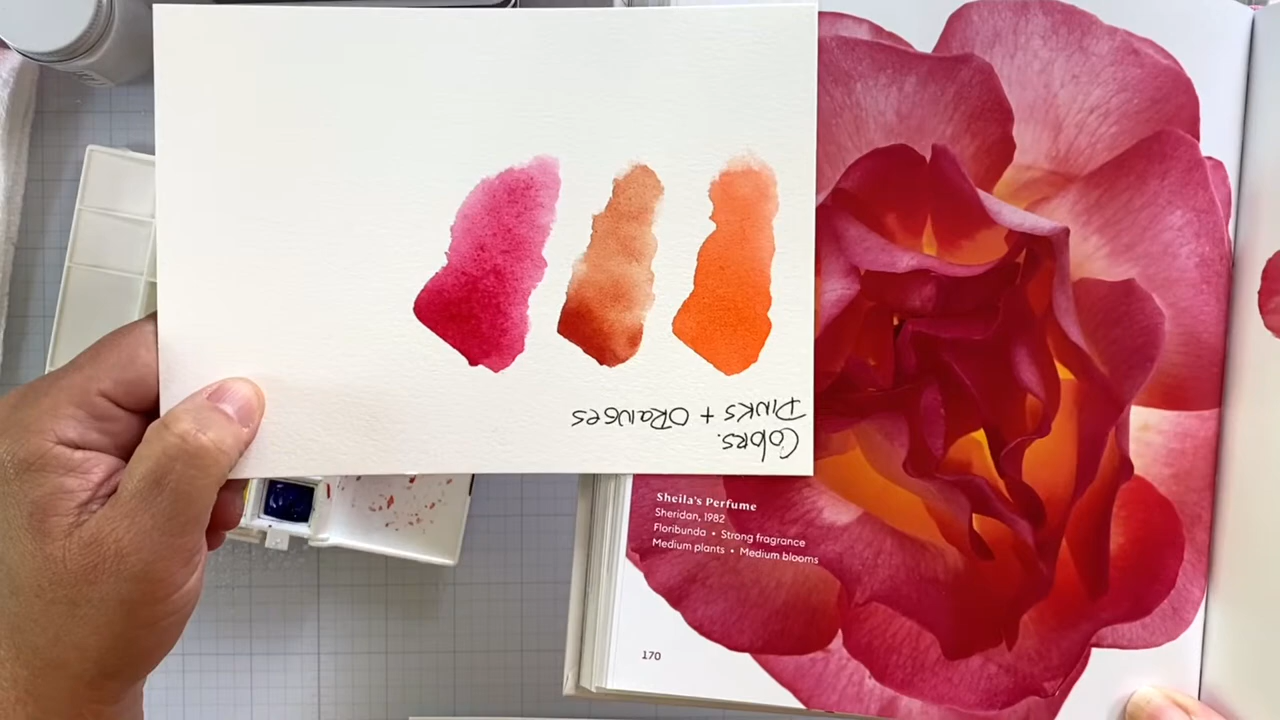 Colors:
PINKS + ORANGES
Sheila's Perfume
Sheridan, 1982
Floribunda • Strong fragrance
Medium plants • Medium blooms
170